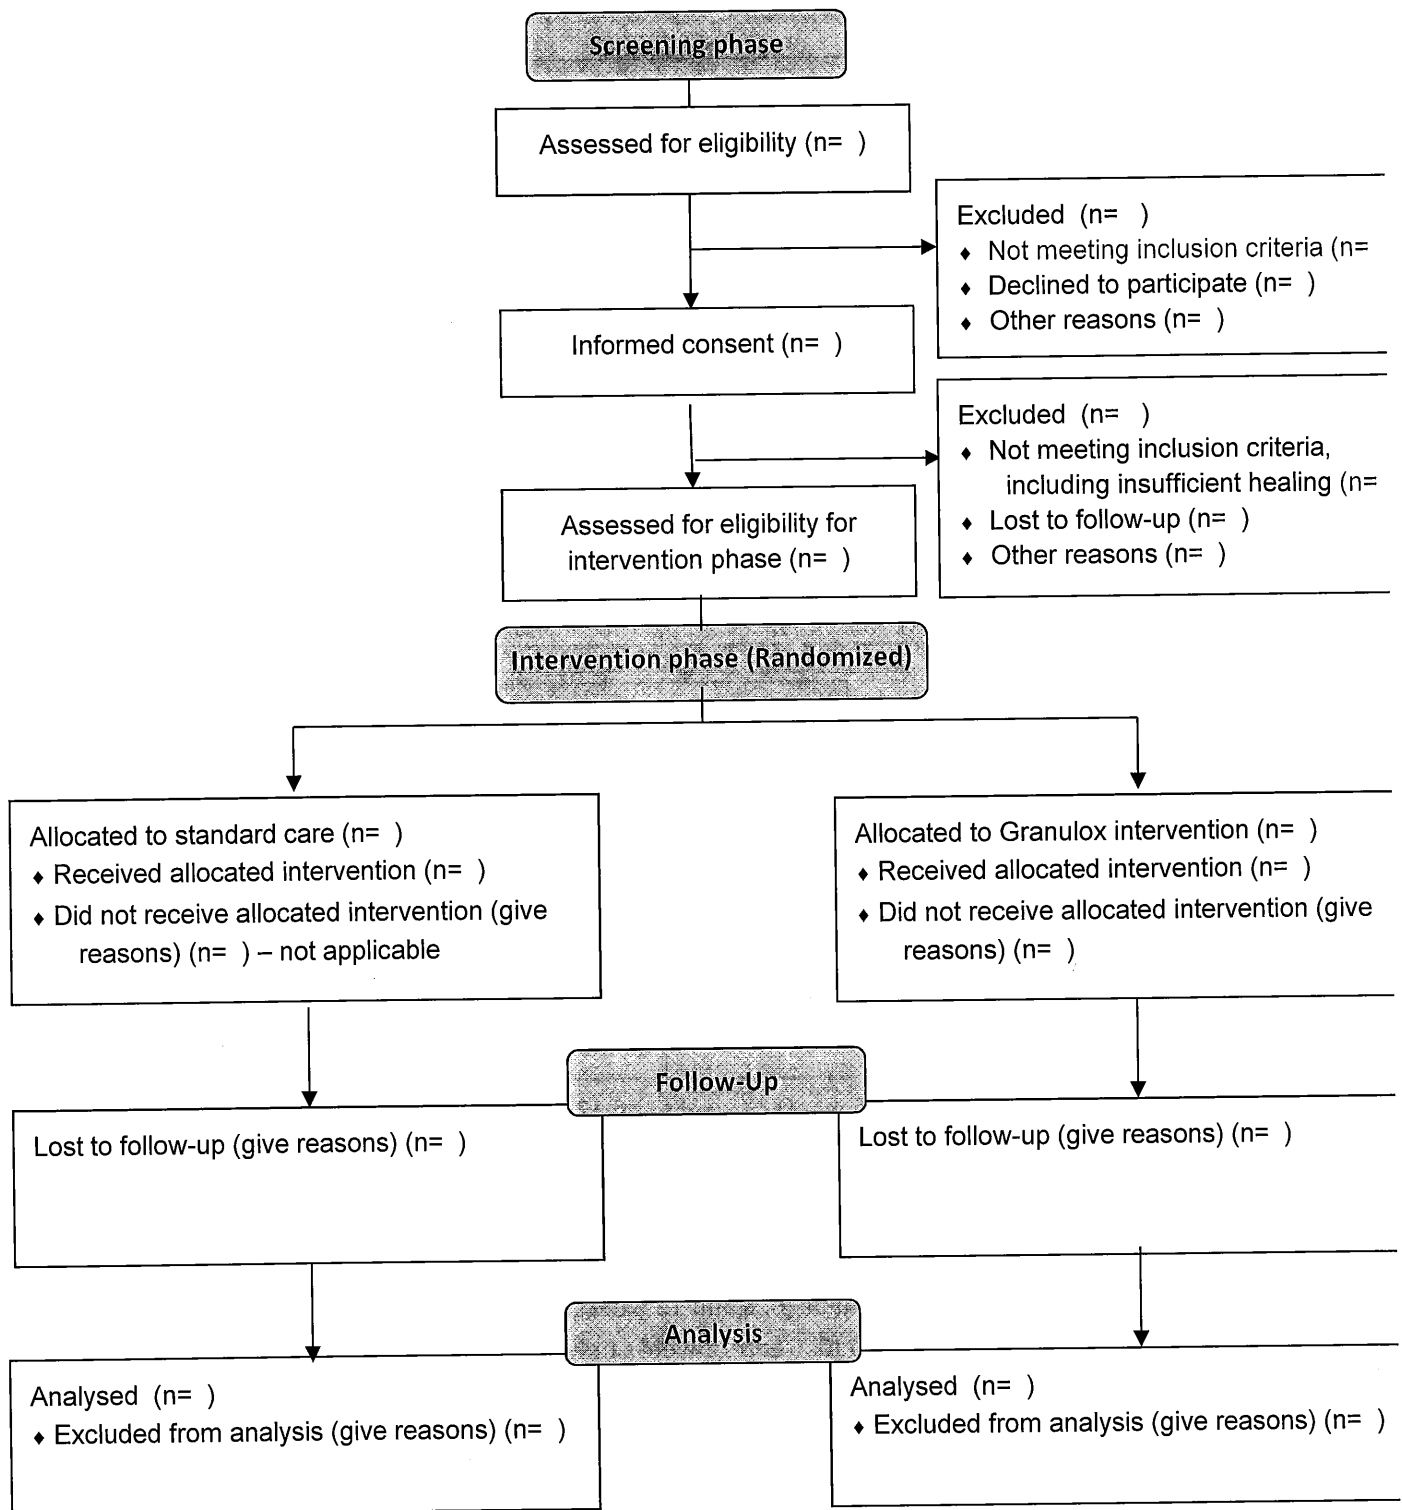 Screening phase
Assessed for eligibility (n=  )
Excluded  (n=   )
♦ Not meeting inclusion criteria (n=
♦ Declined to participate (n=  )
♦ Other reasons (n=  )
Informed consent (n=  )
Excluded  (n=   )
♦ Not meeting inclusion criteria,
including insufficient healing (n=
♦ Lost to follow-up (n=  )
♦ Other reasons (n=  )
Assessed for eligibility for
intervention phase (n=  )
Intervention phase (Randomized)
Allocated to standard care (n=  )
♦ Received allocated intervention (n=  )
♦ Did not receive allocated intervention (give
reasons) (n=  ) – not applicable
Allocated to Granulox intervention (n=  )
♦ Received allocated intervention (n=  )
♦ Did not receive allocated intervention (give
reasons) (n=  )
Follow-Up
Lost to follow-up (give reasons) (n=  )
Lost to follow-up (give reasons) (n=  )
Analysis
Analysed  (n=  )
♦ Excluded from analysis (give reasons) (n=  )
Analysed  (n=  )
♦ Excluded from analysis (give reasons) (n=  )